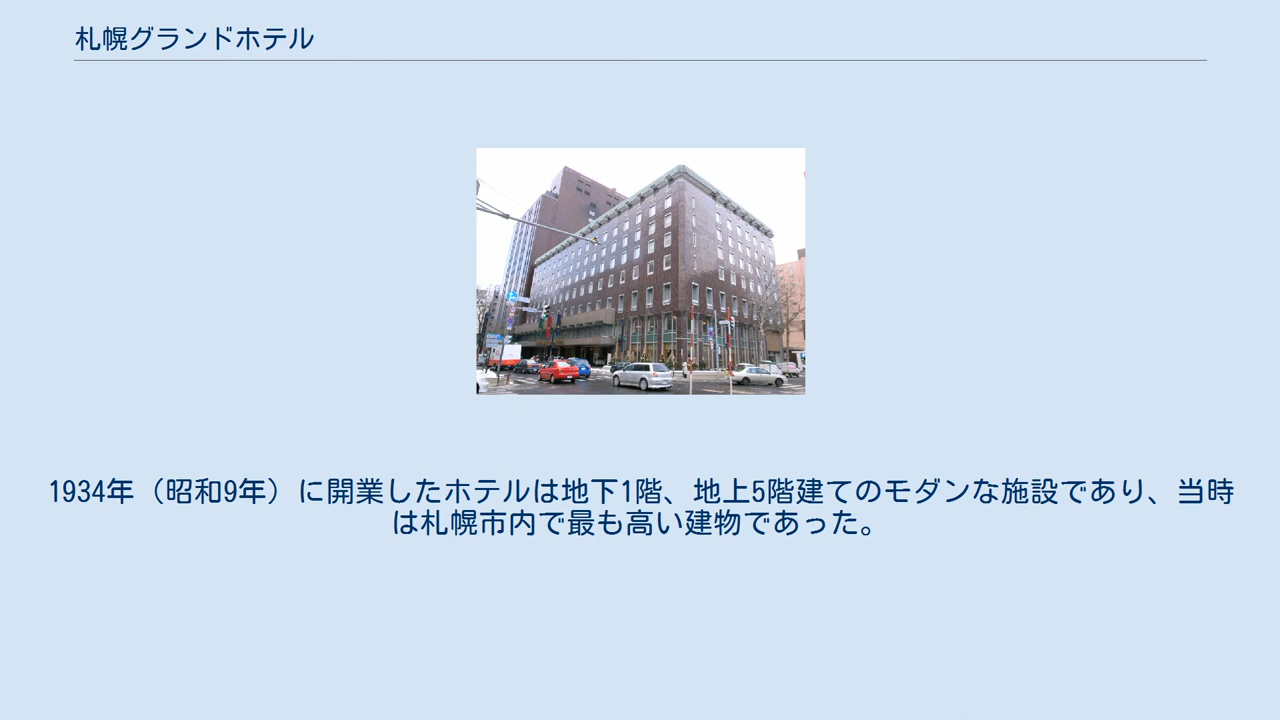 札幌グランドホテル
1934年（昭和9年）に開業したホテルは地下1階、地上5階建てのモダンな施設であり、当時
は札幌市内で最も高い建物であった。